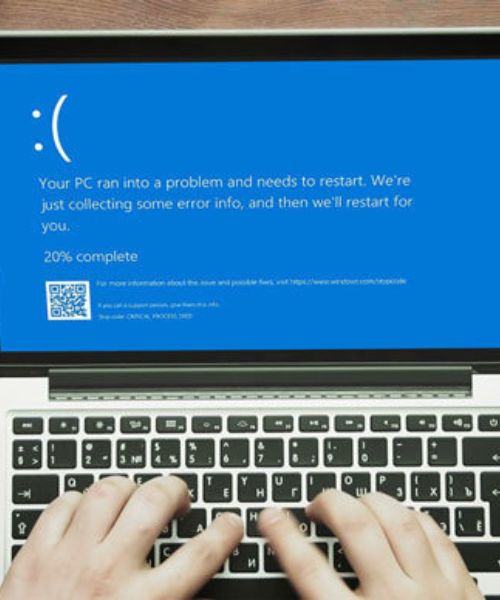 :(
Your PC ran into a problem and needs to restart. We're
just collecting some error info, and then we'll restart for
you.
20% complete
For more information about the issue and possible fixes, visit https://www.windows.com/stopcode
If you call a support person, give them this info:
Stop code: CRITICAL PROCESS DIED